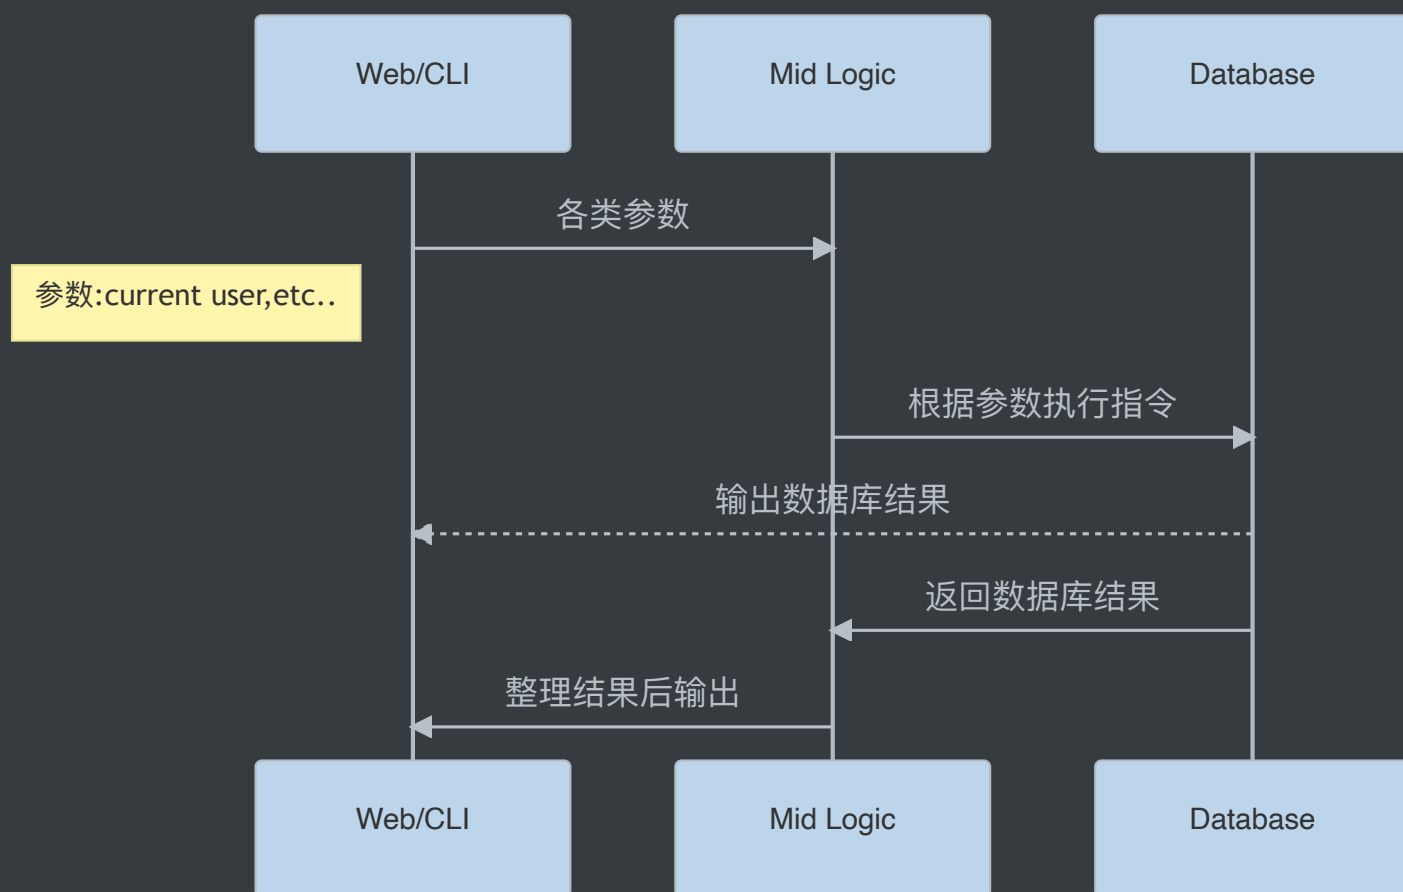 Web/CLI
Mid Logic
Database
各类参数
参数:current user,etc..
根据参数执行指令
输出数据库结果
返回数据库结果
整理结果后输出
Web/CLI
Mid Logic
Database